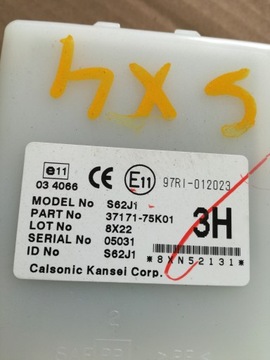 SX4
e11
03 4066
CE
E11
97RI-012023
MODEL No S62J1
PART No 37171-75K01
LOT No 8X22
SERIAL No 05031
ID No S62J1
3H
*8XN52131*
Calsonic Kansei Corp.